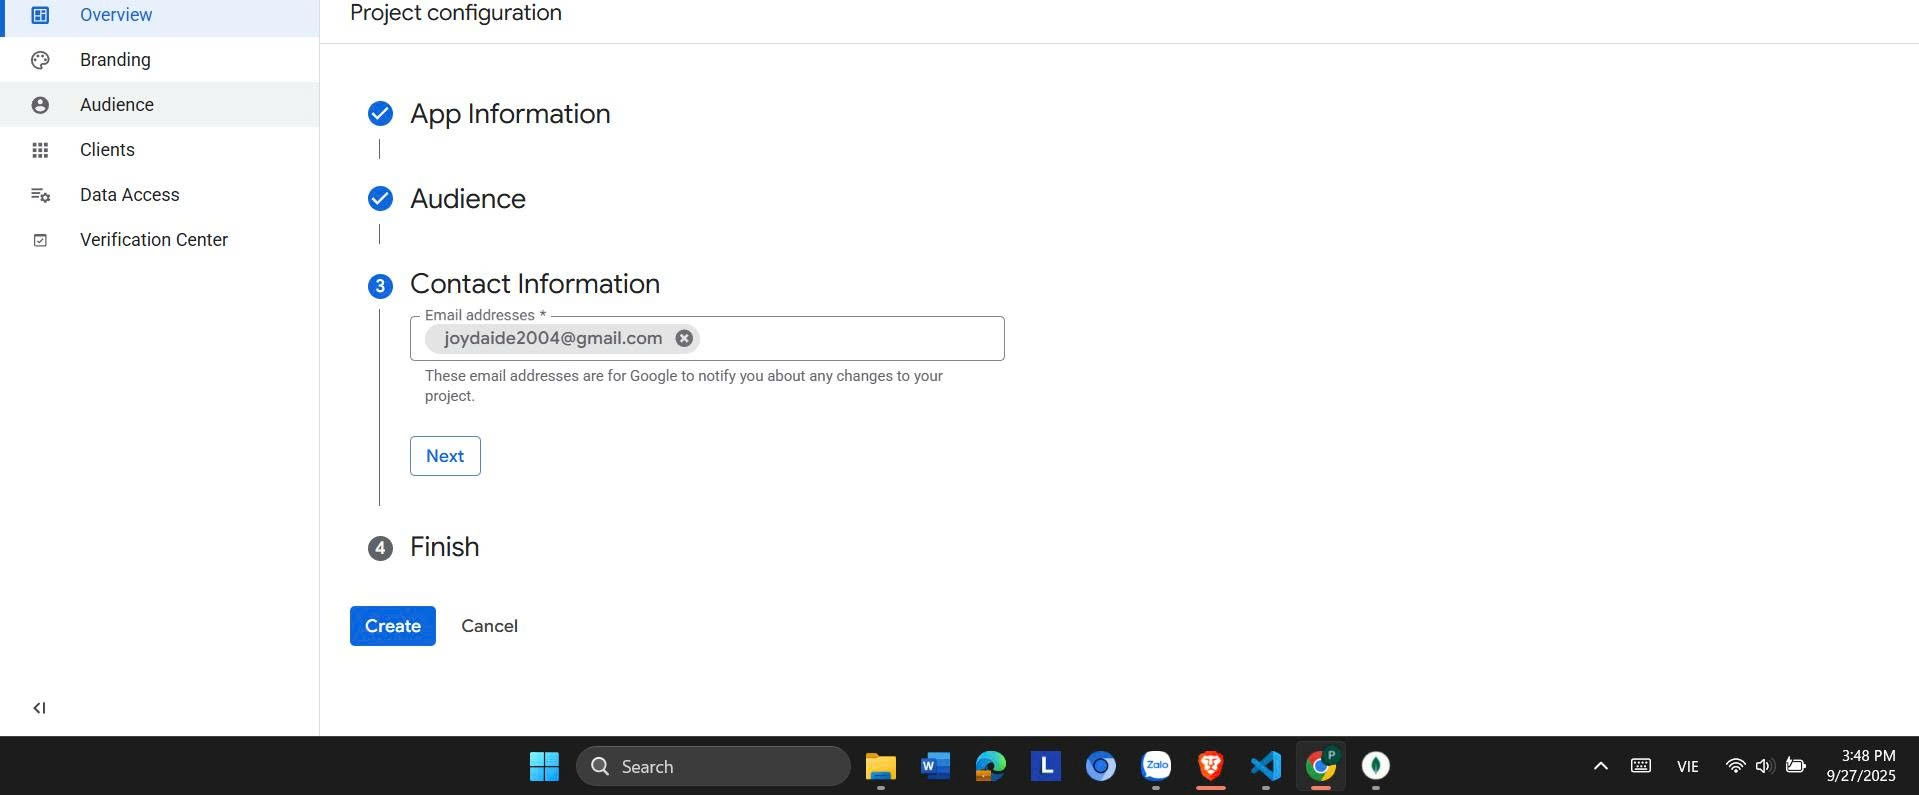 Overview
Branding
Audience
Clients
Data Access
Verification Center
Project configuration
App Information
Audience
3
Contact Information
Email addresses *
joydaide2004@gmail.com
These email addresses are for Google to notify you about any changes to your
project.
Next
4
Finish
Create
Cancel
Search
W
L
Zalo
P
VIE
3:48 PM
9/27/2025